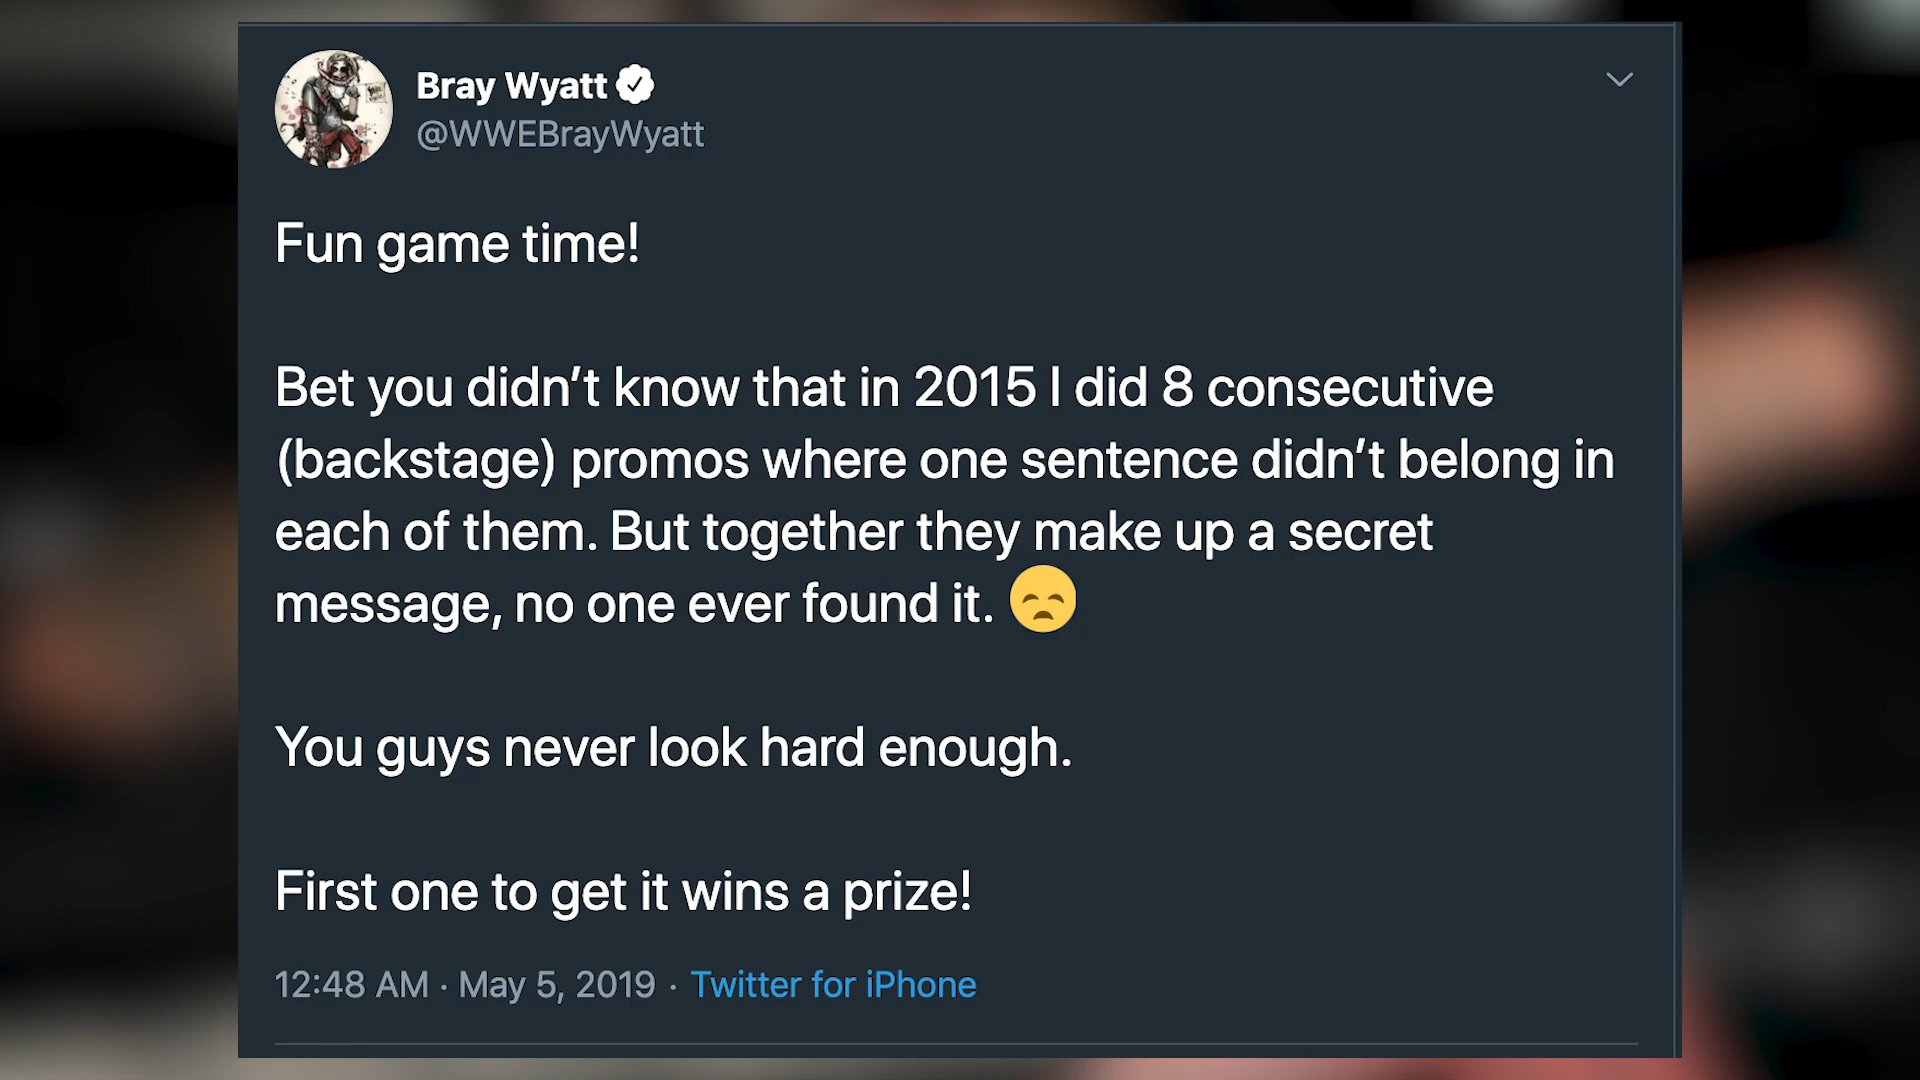 Bray Wyatt
@WWEBrayWyatt
Fun game time!
Bet you didn’t know that in 2015 I did 8 consecutive
(backstage) promos where one sentence didn’t belong in
each of them. But together they make up a secret
message, no one ever found it. 😞
You guys never look hard enough.
First one to get it wins a prize!
12:48 AM · May 5, 2019 · Twitter for iPhone